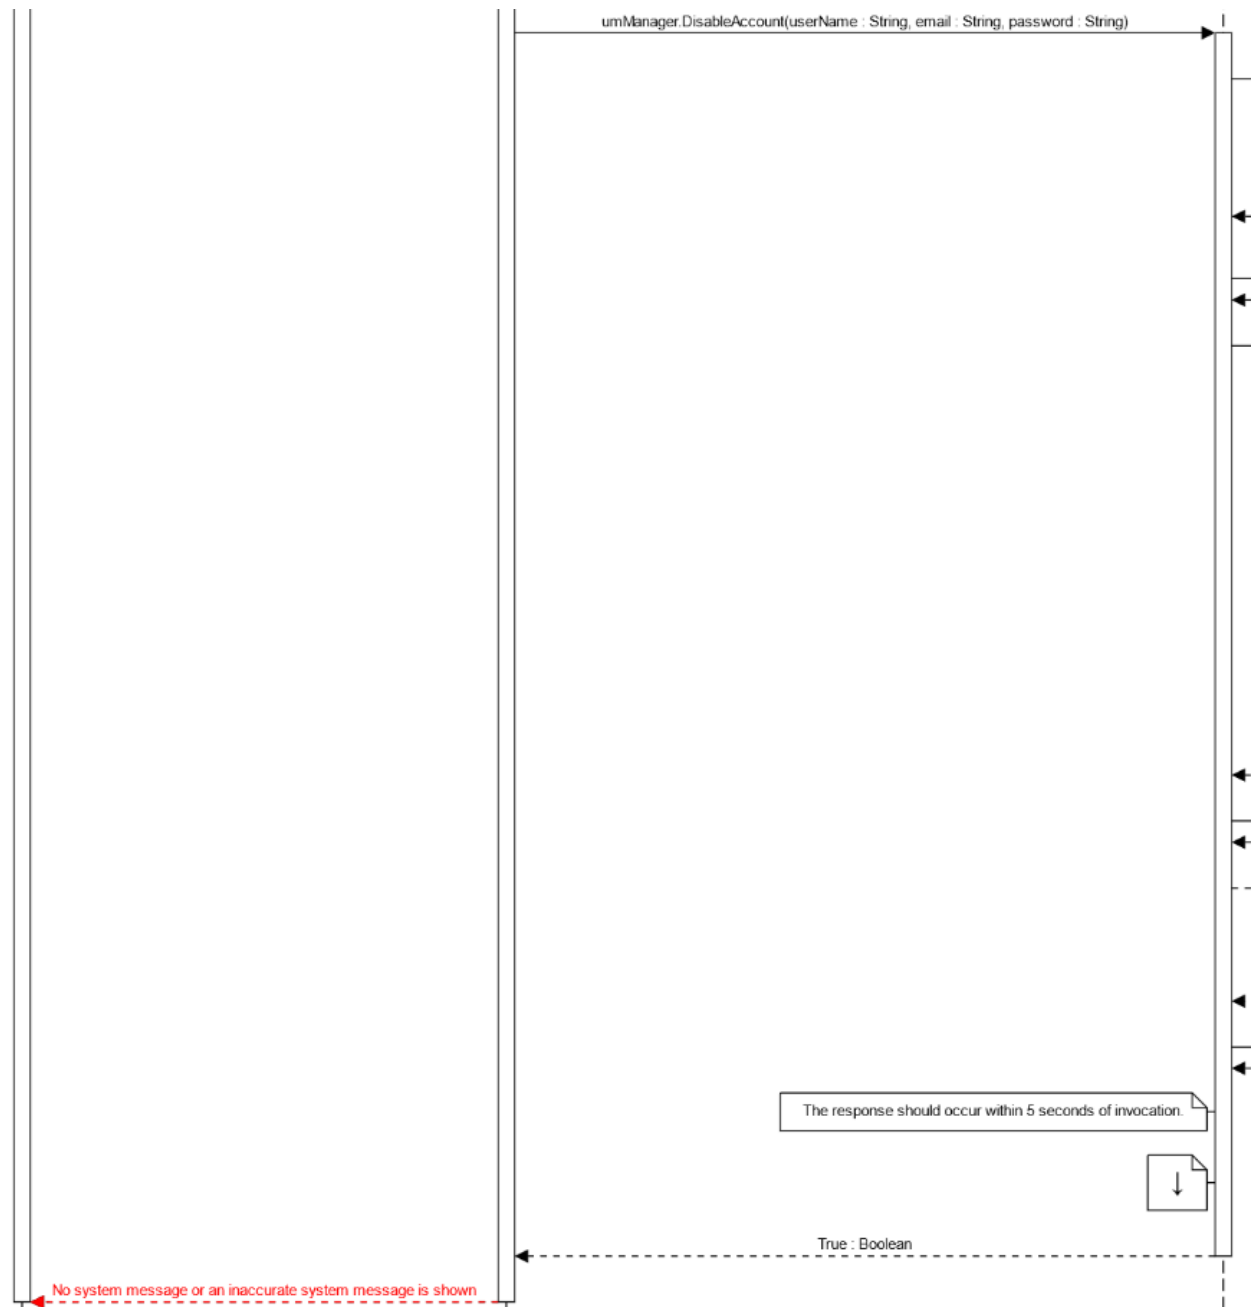 umManager.DisableAccount(userName : String, email : String, password : String)
The response should occur within 5 seconds of invocation.
↓
True : Boolean
No system message or an inaccurate system message is shown